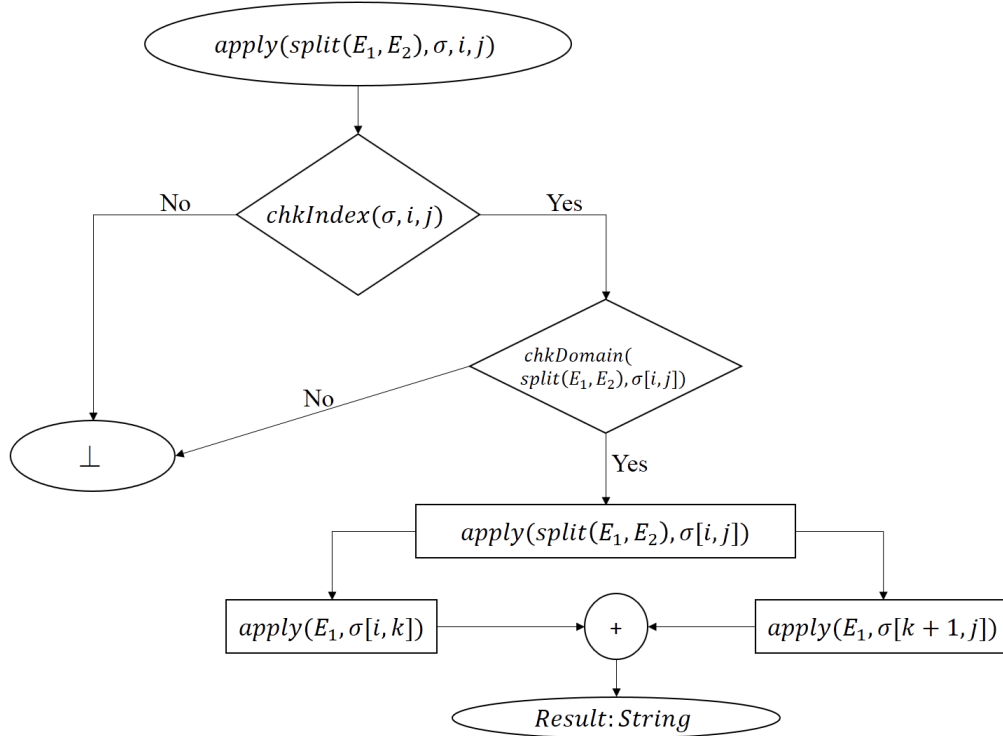 apply(split(E₁, E₂), σ, i, j)
No
Yes
chkIndex(σ, i, j)
chkDomain(
split(E₁, E₂), σ[i, j])
No
⊥
Yes
apply(split(E₁, E₂), σ[i, j])
apply(E₁, σ[i, k])
+
apply(E₁, σ[k + 1, j])
Result: String